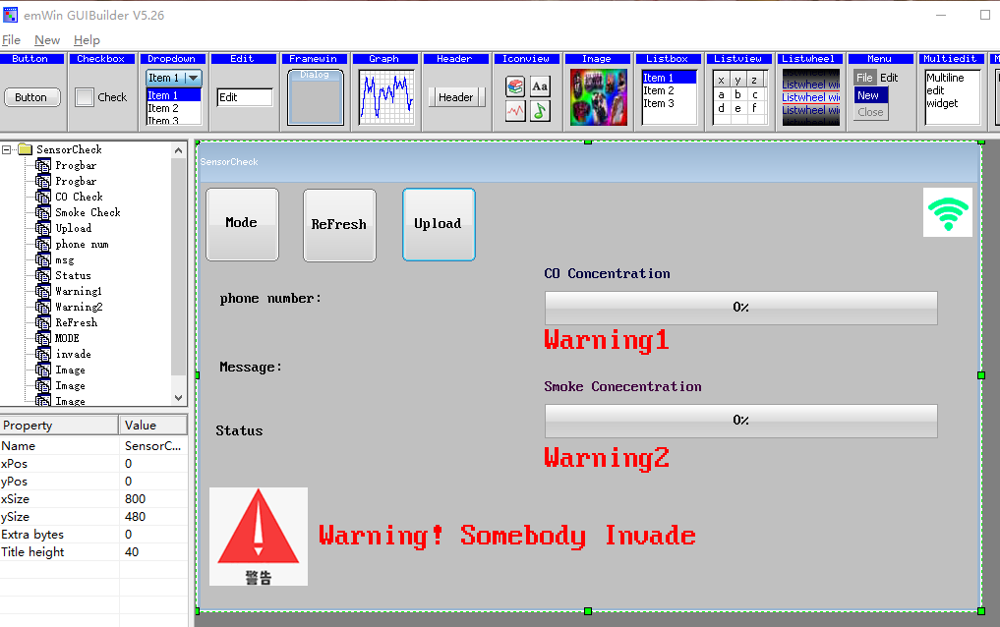 emWin GUIBuilder V5.26
File New Help
Button Checkbox Dropdown Edit Framewin Graph Header Iconview Image Listbox Listview Listwheel Menu Multiedit
Button
Check
Item 1
Item 1
Item 2
Item 3
Edit
Dialog
Header
Aa
Item 1
Item 2
Item 3
x y z
a b c
d e f
Listwheel wi
Listwheel wi
Listwheel wi
File Edit
New
Close
Multiline
edit
widget
SensorCheck
Progbar
Progbar
CO Check
Smoke Check
Upload
phone num
msg
Status
Warning1
Warning2
ReFresh
MODE
invade
Image
Image
Image
Property Value
Name SensorC...
xPos 0
yPos 0
xSize 800
ySize 480
Extra bytes 0
Title height 40
SensorCheck
Mode
ReFresh
Upload
CO Concentration
phone number:
0%
Warning1
Message:
Smoke Conecentration
Status
0%
Warning2
Warning! Somebody Invade
警告